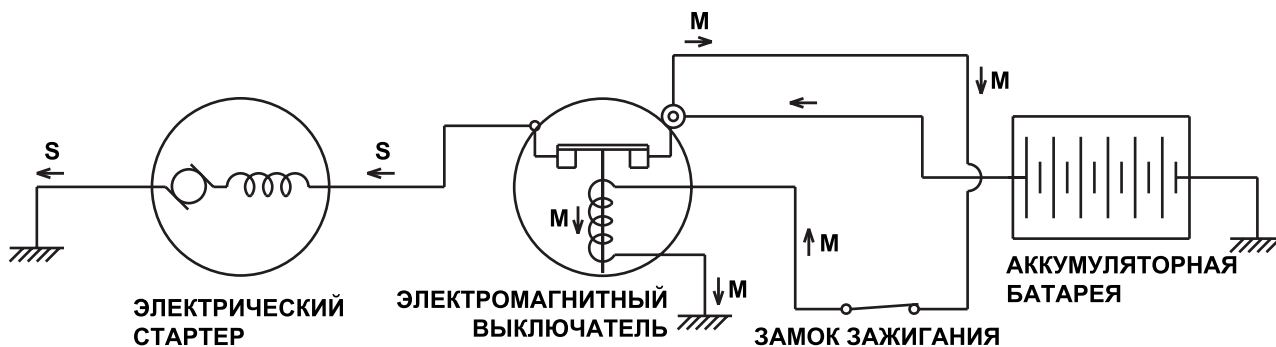 M
M
S
S
M
M
M
ЭЛЕКТРИЧЕСКИЙ
СТАРТЕР
ЭЛЕКТРОМАГНИТНЫЙ
ВЫКЛЮЧАТЕЛЬ
ЗАМОК ЗАЖИГАНИЯ
АККУМУЛЯТОРНАЯ
БАТАРЕЯ